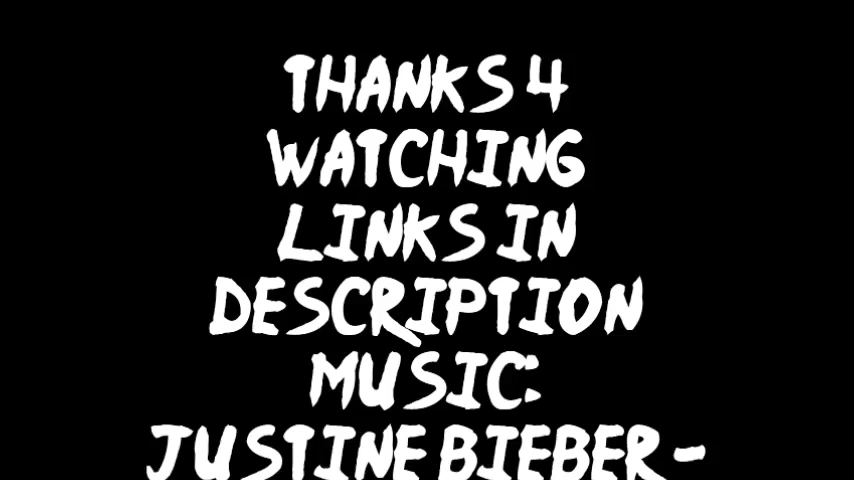 THANKS 4
WATCHING
LINKS IN
DESCRIPTION
MUSIC:
JUSTINE BIEBER -